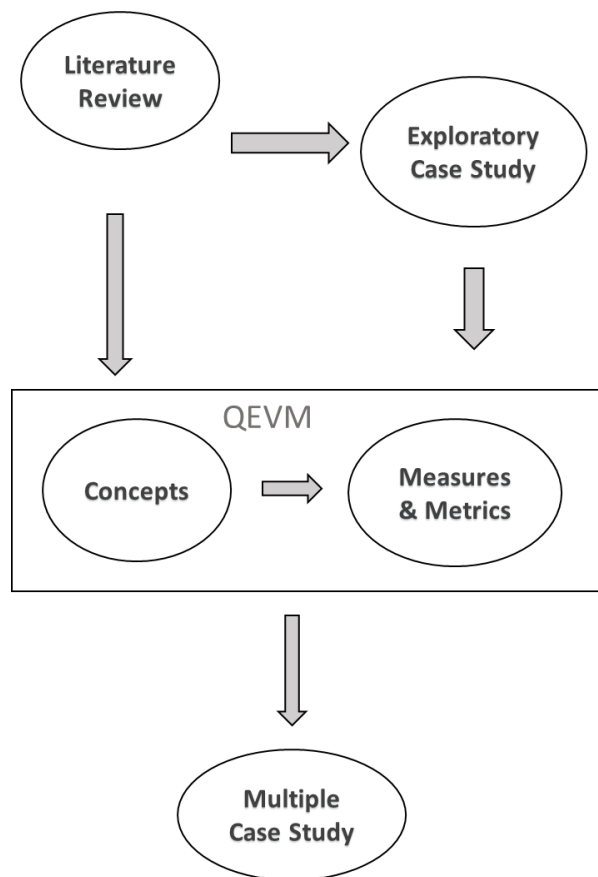 Literature
Review
Exploratory
Case Study
QEVM
Concepts
Measures
& Metrics
Multiple
Case Study